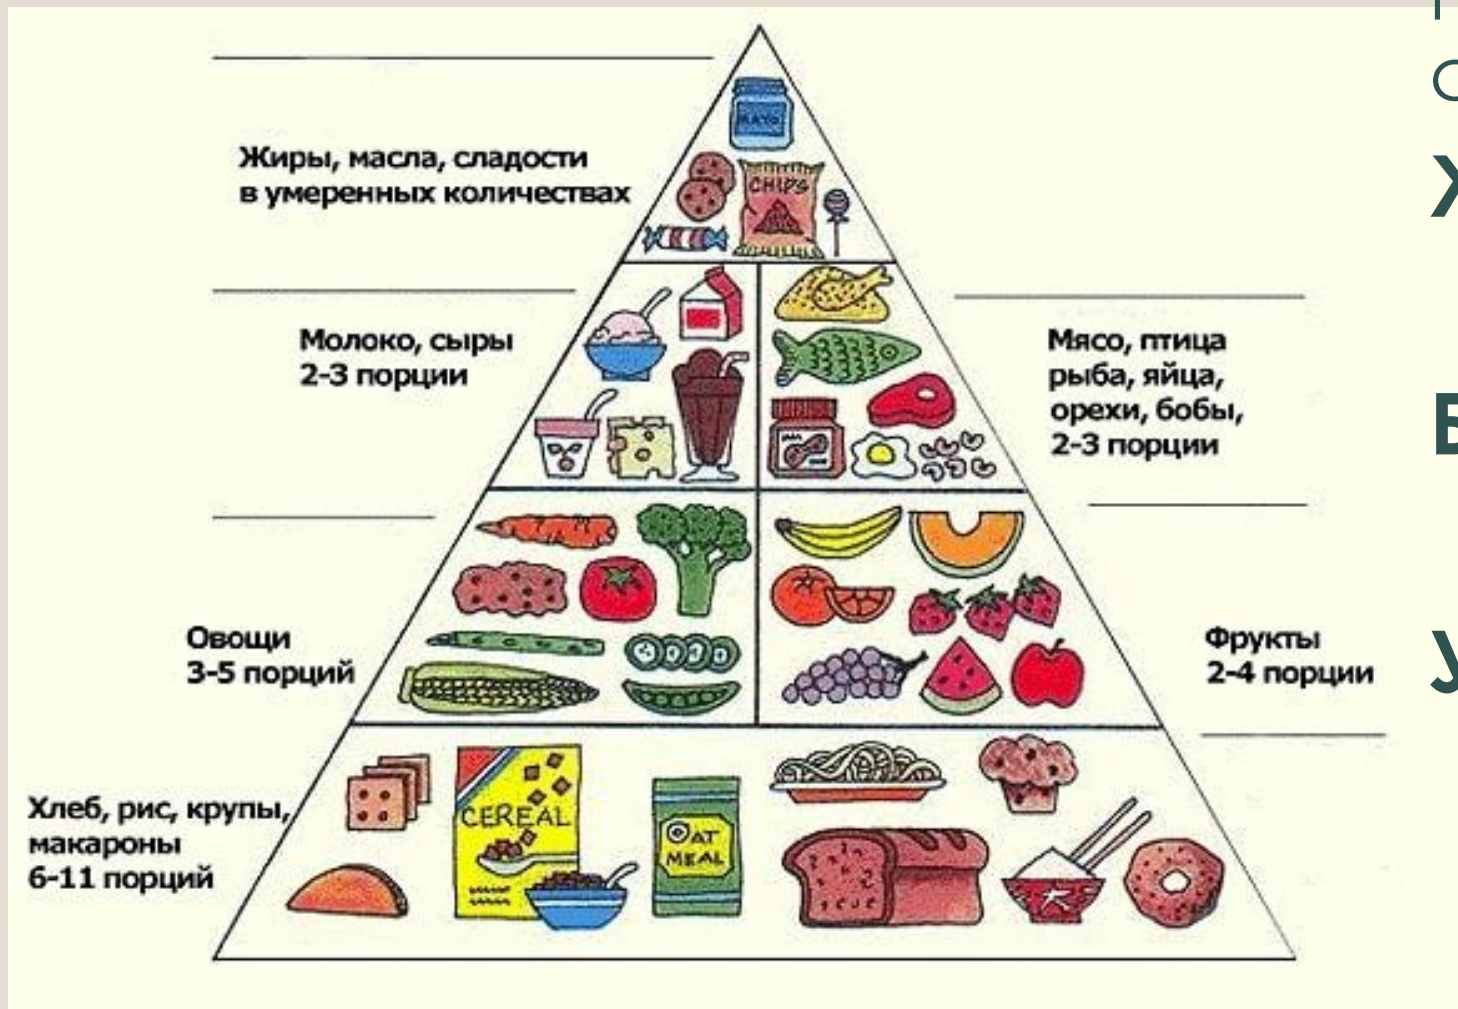 Жиры, масла, сладости
в умеренных количествах
MAYO
CHIPS
Молоко, сыры
2-3 порции
Мясо, птица
рыба, яйца,
орехи, бобы,
2-3 порции
Овощи
3-5 порций
Фрукты
2-4 порции
Хлеб, рис, крупы,
макароны
6-11 порций
CEREAL
OAT
MEAL